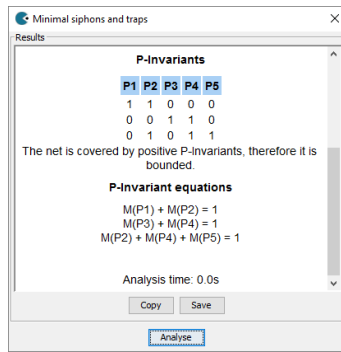 Minimal siphons and traps
Results
P-Invariants
P1 P2 P3 P4 P5
1 1 0 0 0
0 0 1 1 0
0 1 0 1 1
The net is covered by positive P-Invariants, therefore it is
bounded.
P-Invariant equations
M(P1) + M(P2) = 1
M(P3) + M(P4) = 1
M(P2) + M(P4) + M(P5) = 1
Analysis time: 0.0s
Copy Save
Analyse